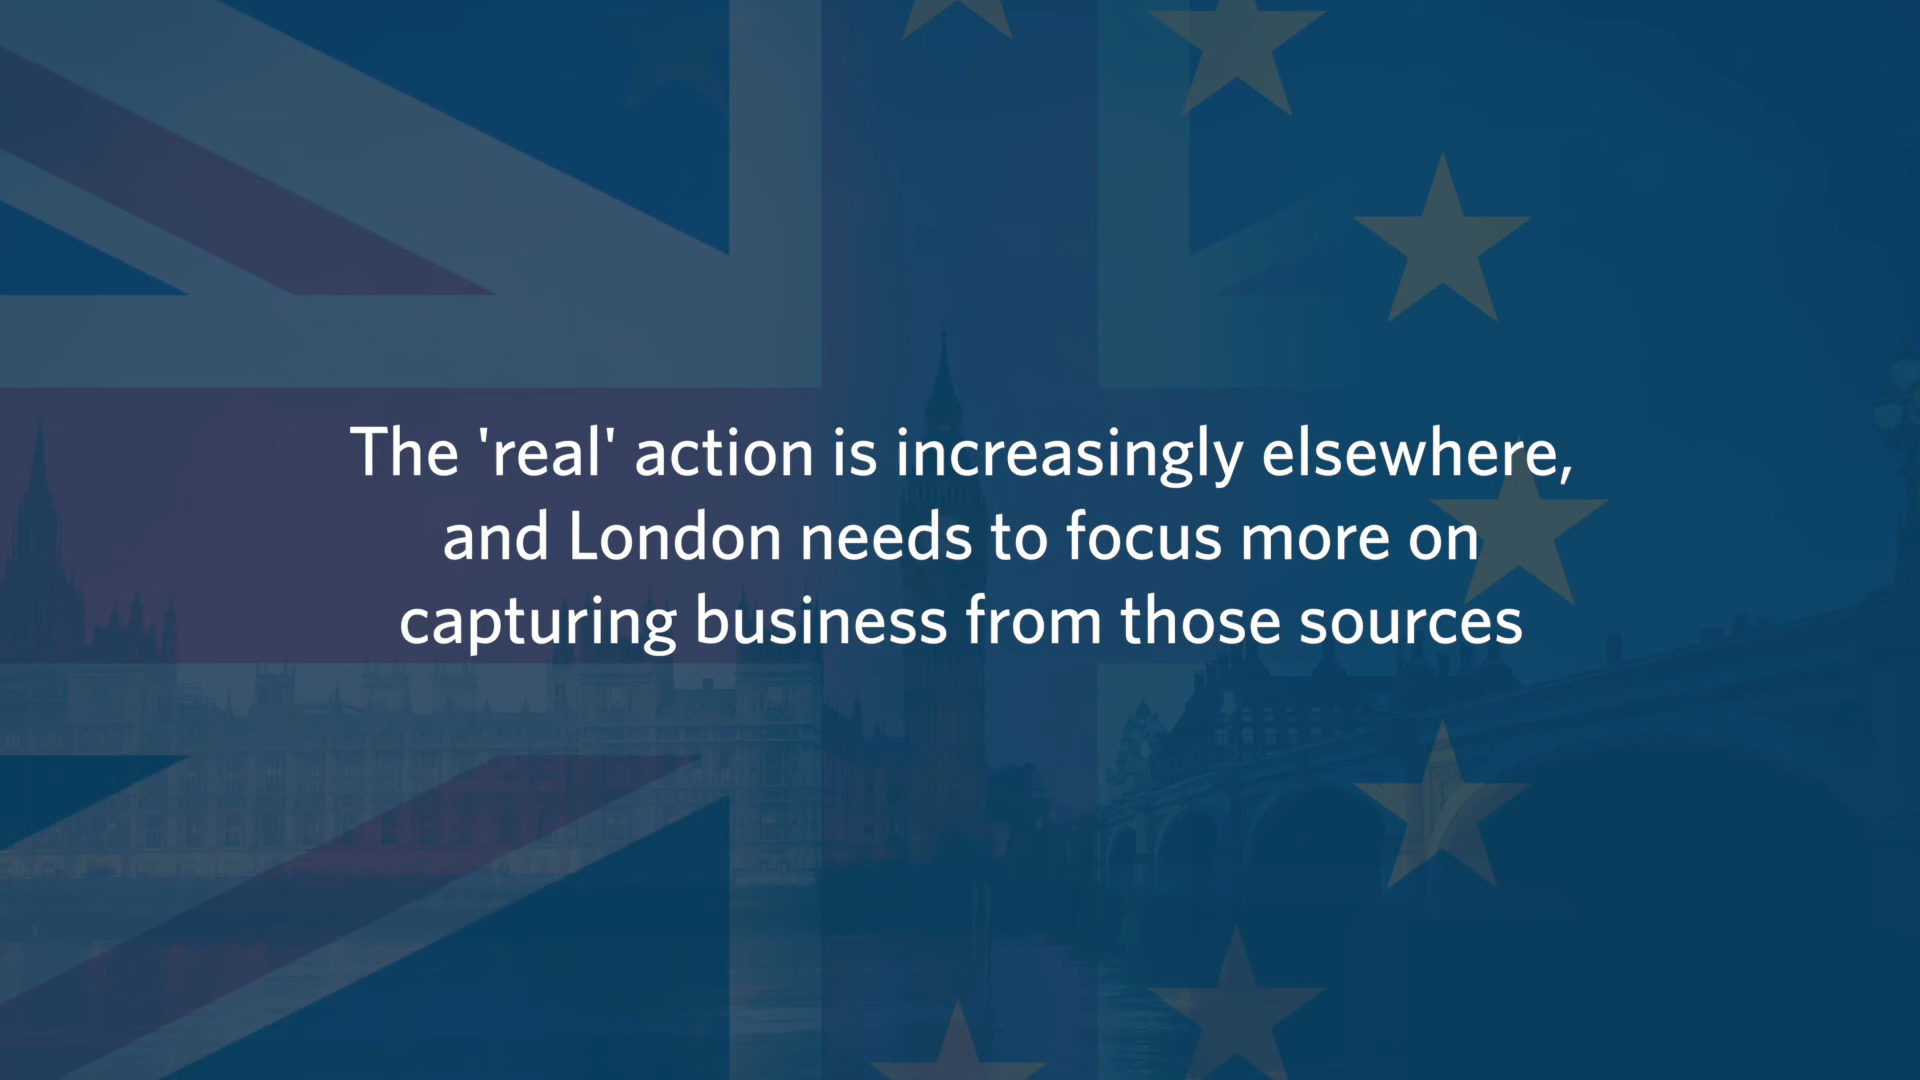 The 'real' action is increasingly elsewhere,
and London needs to focus more on
capturing business from those sources